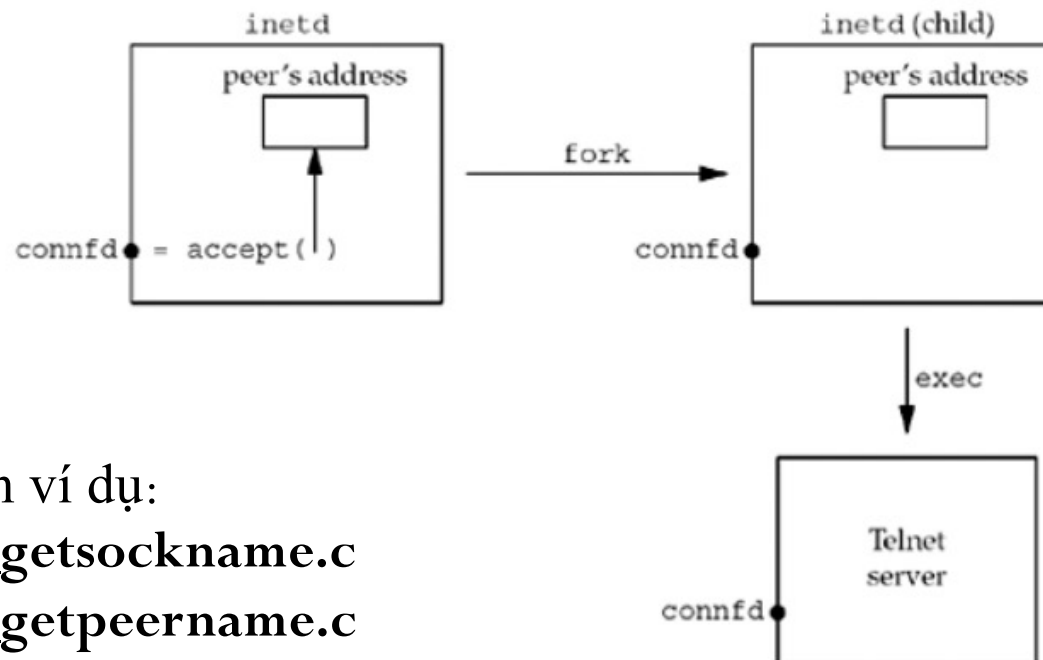 inetd
peer's address
connfd = accept( )
fork
inetd (child)
peer's address
connfd
exec
Telnet
server
connfd
ví dụ:
getsockname.c
getpeername.c